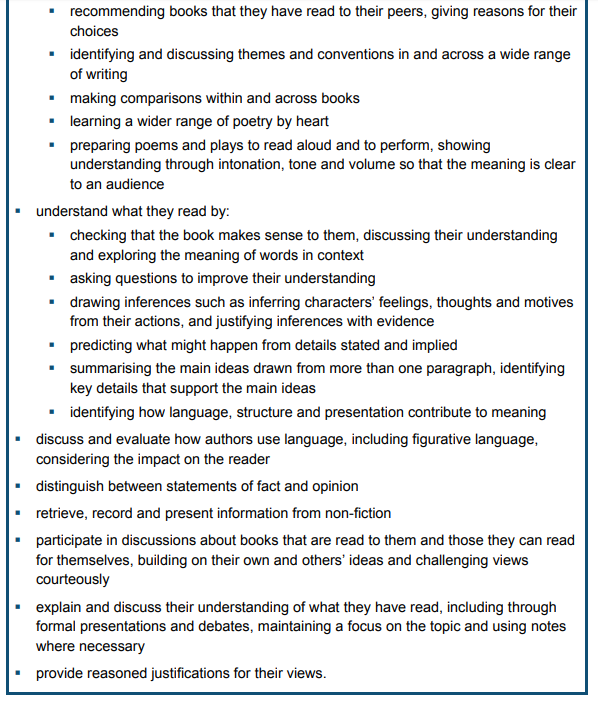 ▪ recommending books that they have read to their peers, giving reasons for their
choices
▪ identifying and discussing themes and conventions in and across a wide range
of writing
▪ making comparisons within and across books
▪ learning a wider range of poetry by heart
▪ preparing poems and plays to read aloud and to perform, showing
understanding through intonation, tone and volume so that the meaning is clear
to an audience
▪ understand what they read by:
▪ checking that the book makes sense to them, discussing their understanding
and exploring the meaning of words in context
▪ asking questions to improve their understanding
▪ drawing inferences such as inferring characters’ feelings, thoughts and motives
from their actions, and justifying inferences with evidence
▪ predicting what might happen from details stated and implied
▪ summarising the main ideas drawn from more than one paragraph, identifying
key details that support the main ideas
▪ identifying how language, structure and presentation contribute to meaning
▪ discuss and evaluate how authors use language, including figurative language,
considering the impact on the reader
▪ distinguish between statements of fact and opinion
▪ retrieve, record and present information from non-fiction
▪ participate in discussions about books that are read to them and those they can read
for themselves, building on their own and others’ ideas and challenging views
courteously
▪ explain and discuss their understanding of what they have read, including through
formal presentations and debates, maintaining a focus on the topic and using notes
where necessary
▪ provide reasoned justifications for their views.